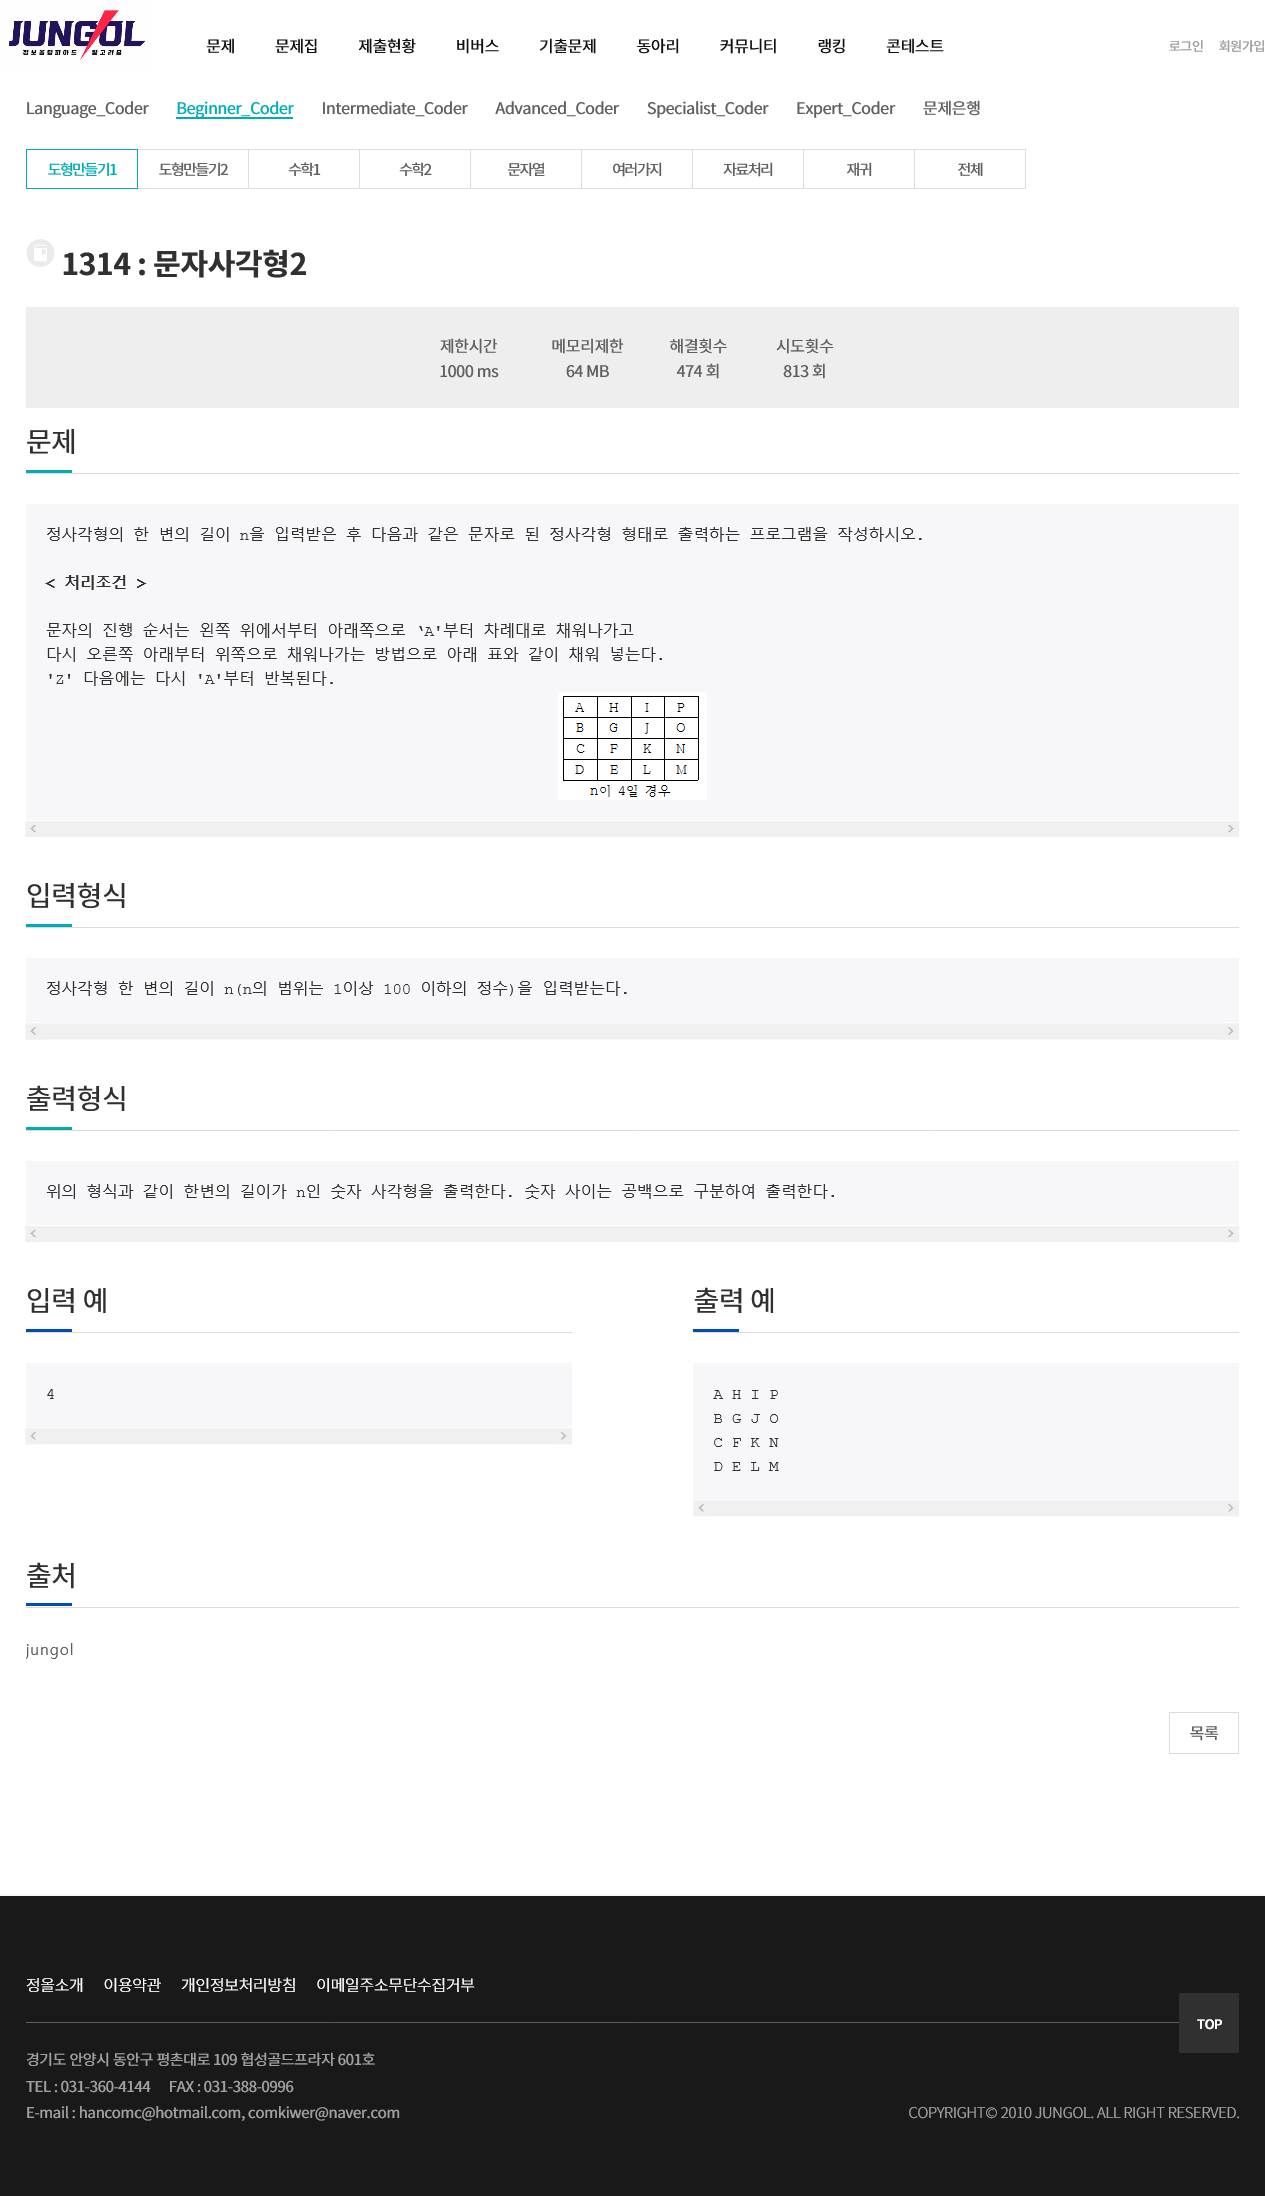 JUNGOL
정보올림피아드 알고리즘
문제 문제집 제출현황 비버스 기출문제 동아리 커뮤니티 랭킹 콘테스트 로그인 회원가입
Language_Coder Beginner_Coder Intermediate_Coder Advanced_Coder Specialist_Coder Expert_Coder 문제은행
도형만들기1 도형만들기2 수학1 수학2 문자열 여러가지 자료처리 재귀 전체
1314 : 문자사각형2
제한시간 메모리제한 해결횟수 시도횟수
1000 ms 64 MB 474 회 813 회
문제
정사각형의 한 변의 길이 n을 입력받은 후 다음과 같은 문자로 된 정사각형 형태로 출력하는 프로그램을 작성하시오.
< 처리조건 >
문자의 진행 순서는 왼쪽 위에서부터 아래쪽으로 ‘A'부터 차례대로 채워나가고
다시 오른쪽 아래부터 위쪽으로 채워나가는 방법으로 아래 표와 같이 채워 넣는다.
'Z' 다음에는 다시 'A'부터 반복된다.
A H I P
B G J O
C F K N
D E L M
n이 4일 경우
입력형식
정사각형 한 변의 길이 n(n의 범위는 1이상 100 이하의 정수)을 입력받는다.
출력형식
위의 형식과 같이 한변의 길이가 n인 숫자 사각형을 출력한다. 숫자 사이는 공백으로 구분하여 출력한다.
입력 예
4
출력 예
A H I P
B G J O
C F K N
D E L M
출처
jungol
목록
정올소개 이용약관 개인정보처리방침 이메일주소무단수집거부
TOP
경기도 안양시 동안구 평촌대로 109 협성골드프라자 601호
TEL : 031-360-4144 FAX : 031-388-0996
E-mail : hancomc@hotmail.com, comkiwer@naver.com
COPYRIGHT© 2010 JUNGOL. ALL RIGHT RESERVED.